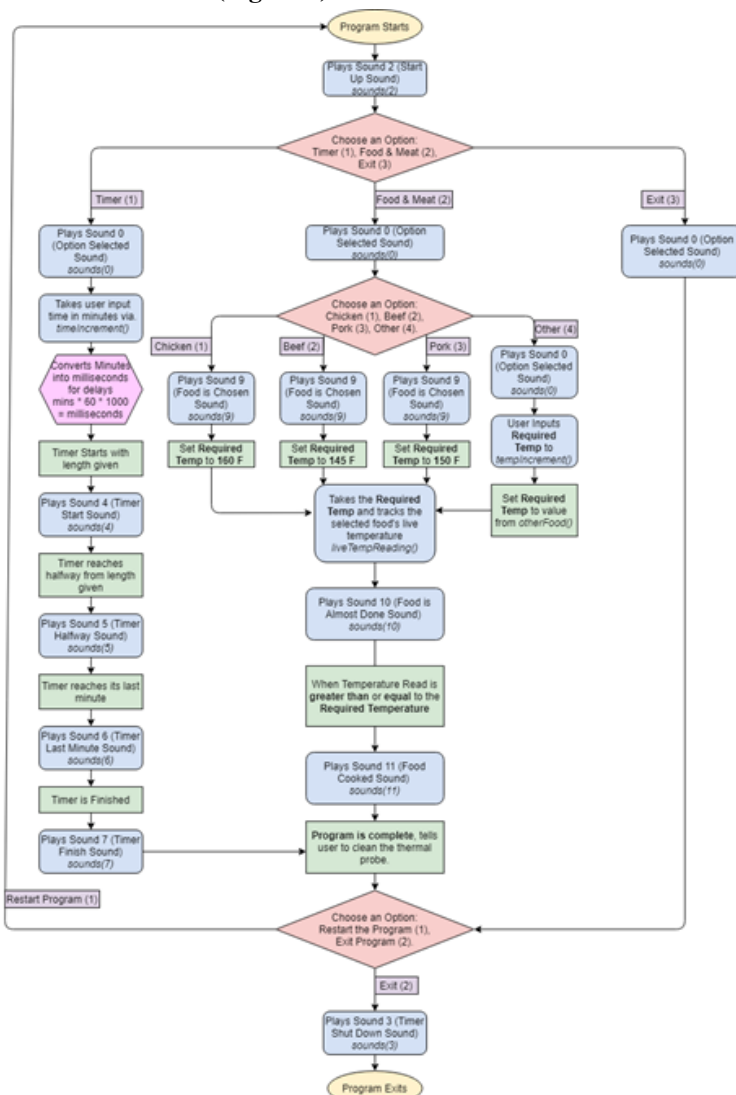 Program Starts
Plays Sound 2 (Start
Up Sound)
sounds(2)
Choose an Option:
Timer (1), Food & Meat (2),
Exit (3)
Timer (1)
Food & Meat (2)
Exit (3)
Plays Sound 0
(Option Selected
Sound)
sounds(0)
Plays Sound 0 (Option
Selected Sound)
sounds(0)
Plays Sound 0 (Option
Selected Sound)
sounds(0)
Takes user input
time in minutes via.
timeIncrement()
Choose an Option:
Chicken (1), Beef (2),
Pork (3), Other (4).
Chicken (1)
Beef (2)
Pork (3)
Other (4)
Converts Minutes
into milliseconds
for delays
mins * 60 * 1000
= milliseconds
Plays Sound 9
(Food is Chosen
Sound)
sounds(9)
Plays Sound 9
(Food is Chosen
Sound)
sounds(9)
Plays Sound 9
(Food is Chosen
Sound)
sounds(9)
Plays Sound 0
(Option Selected
Sound)
sounds(0)
User Inputs
Required
Temp to
tempIncrement()
Timer Starts with
length given
Set Required
Temp to 160 F
Set Required
Temp to 145 F
Set Required
Temp to 150 F
Set Required
Temp to value
from otherFood()
Plays Sound 4 (Timer
Start Sound)
sounds(4)
Takes the Required
Temp and tracks the
selected food's live
temperature
liveTempReading()
Timer reaches
halfway from length
given
Plays Sound 5 (Timer
Halfway Sound)
sounds(5)
Plays Sound 10 (Food is
Almost Done Sound)
sounds(10)
Timer reaches its last
minute
When Temperature Read is
greater than or equal to the
Required Temperature
Plays Sound 6 (Timer
Last Minute Sound)
sounds(6)
Plays Sound 11 (Food
Cooked Sound)
sounds(11)
Timer is Finished
Plays Sound 7 (Timer
Finish Sound)
sounds(7)
Program is complete, tells
user to clean the thermal
probe.
Restart Program (1)
Choose an Option:
Restart the Program (1),
Exit Program (2).
Exit (2)
Plays Sound 3 (Timer
Shut Down Sound)
sounds(3)
Program Exits